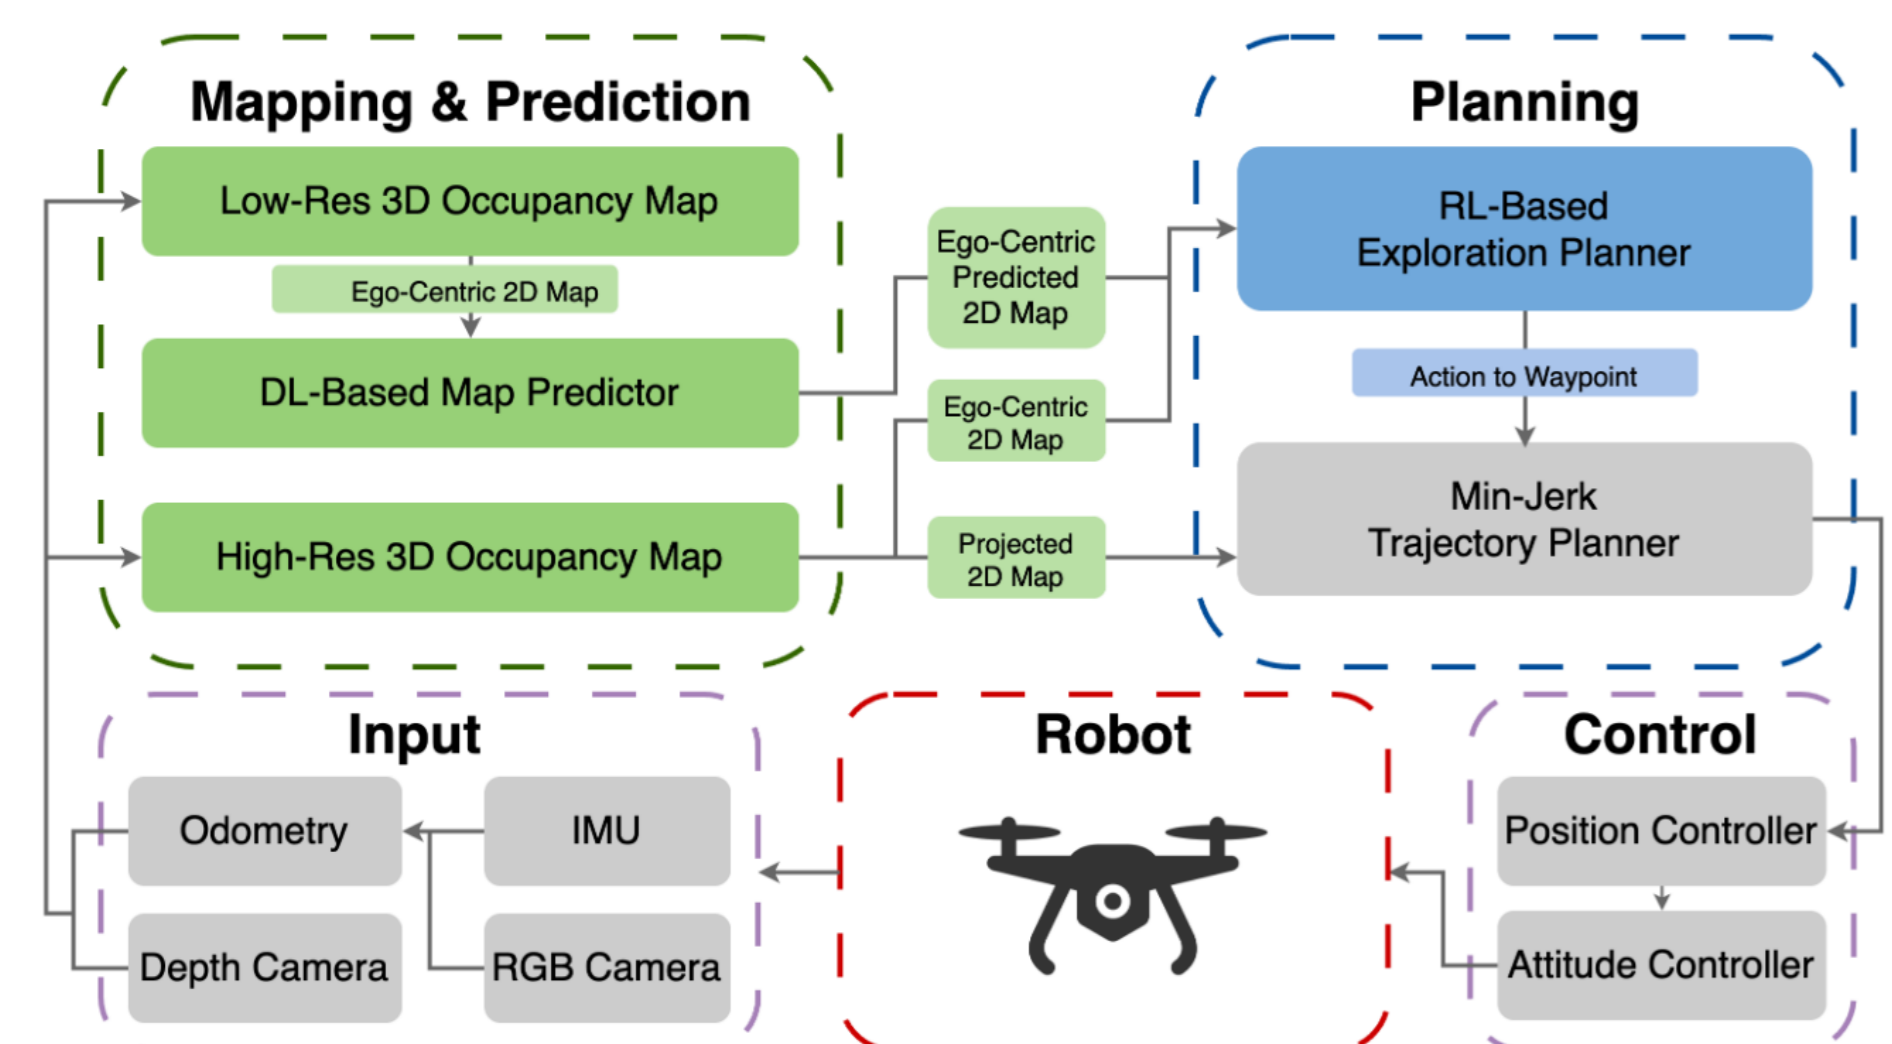 Mapping & Prediction
Low-Res 3D Occupancy Map
Ego-Centric 2D Map
DL-Based Map Predictor
High-Res 3D Occupancy Map
Ego-Centric
Predicted
2D Map
Ego-Centric
2D Map
Projected
2D Map
Planning
RL-Based
Exploration Planner
Action to Waypoint
Min-Jerk
Trajectory Planner
Input
Odometry
IMU
Depth Camera
RGB Camera
Robot
Control
Position Controller
Attitude Controller